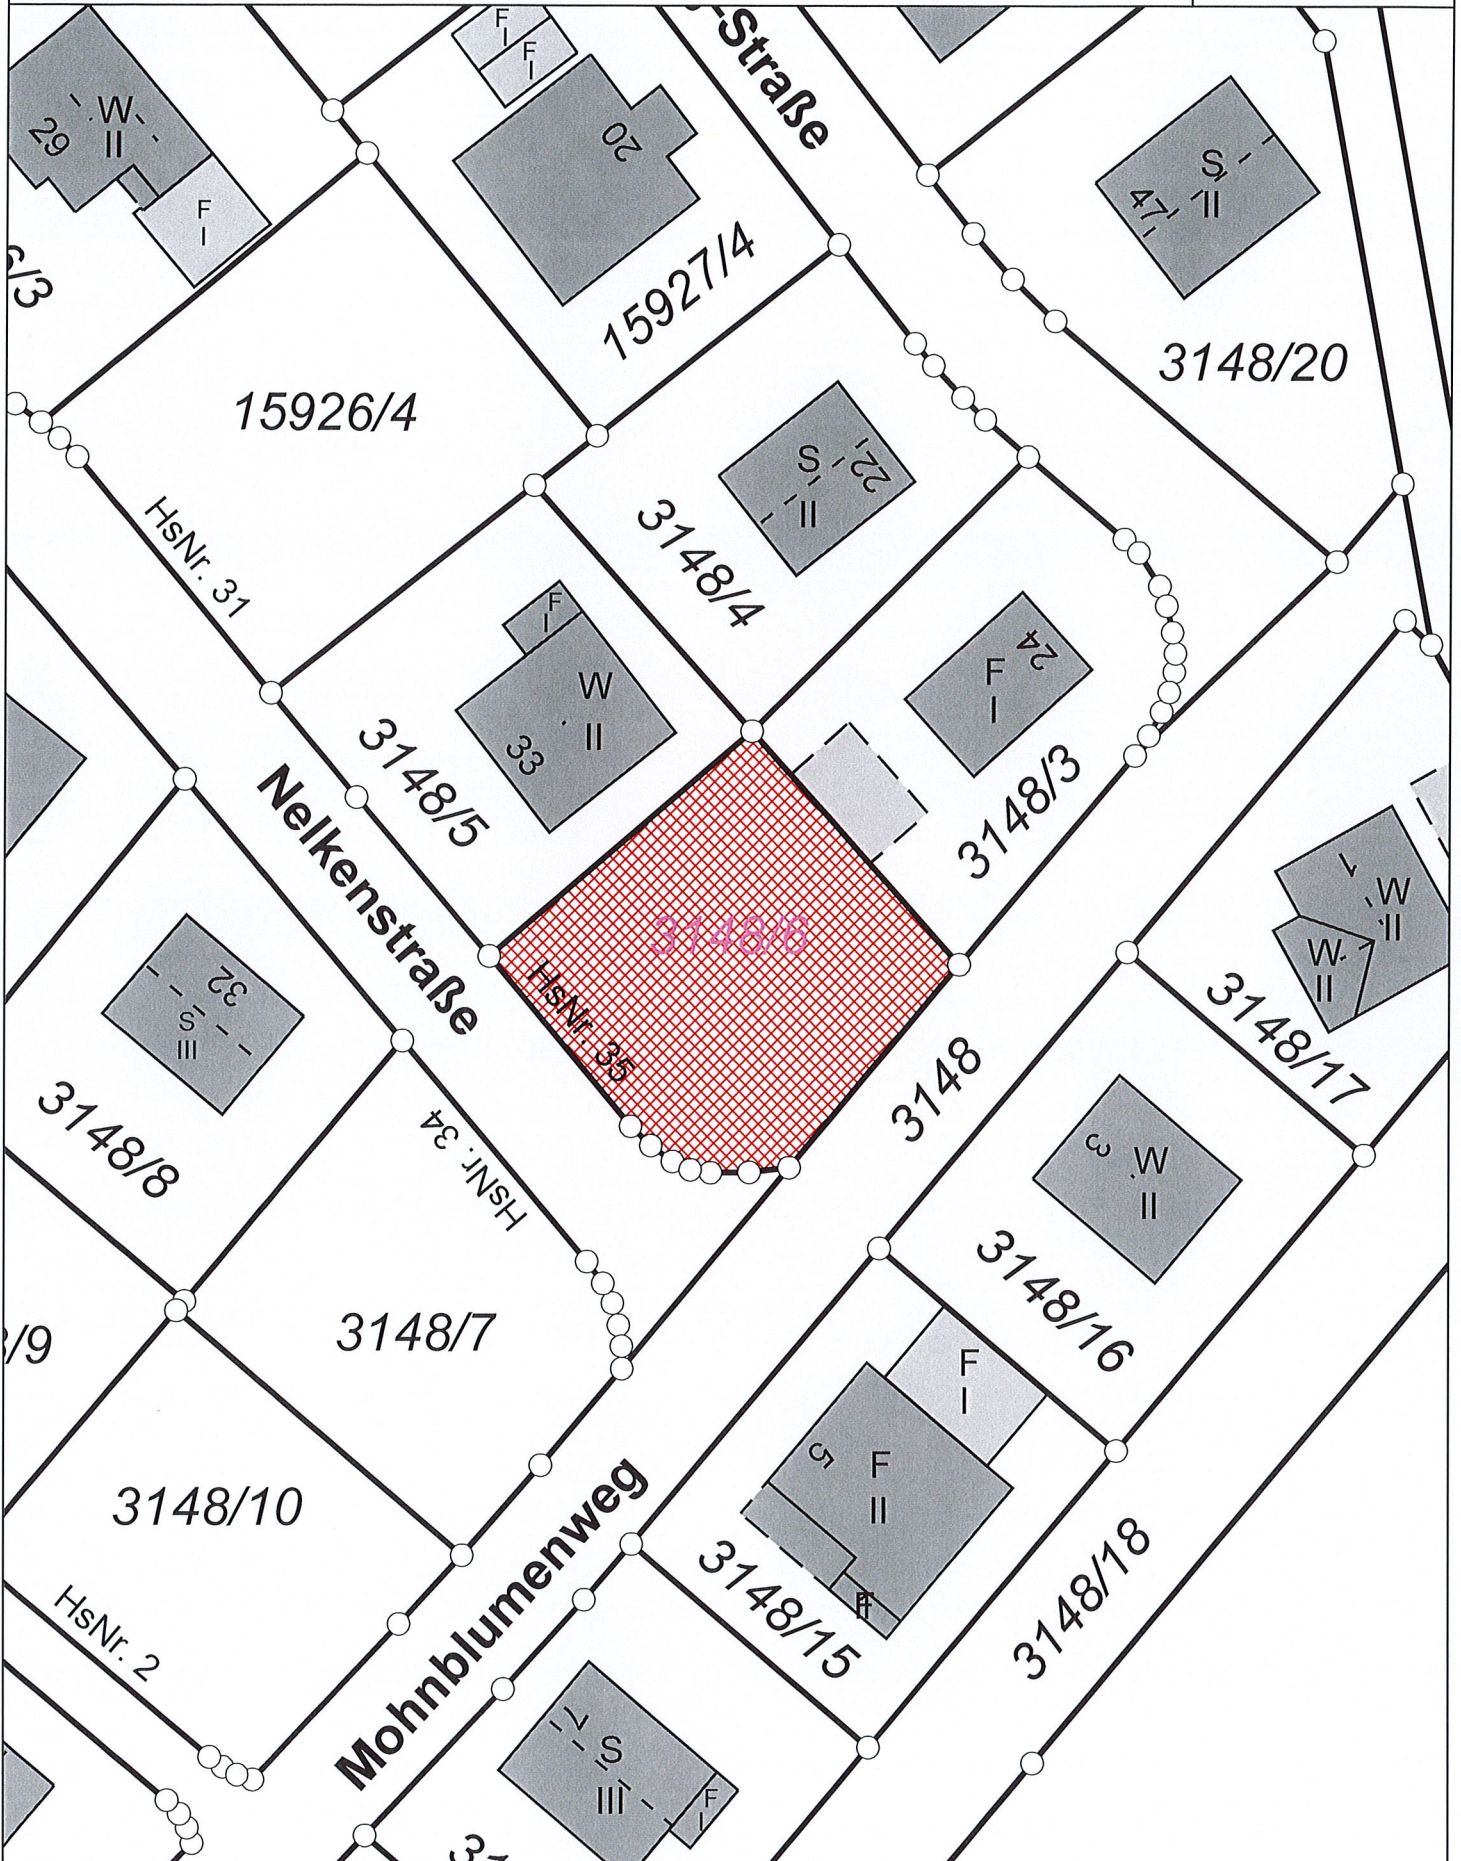 F
I
F
I
-Straße
W
II
29
20
F
I
S
II
47
15927/4
6/3
3148/20
15926/4
S
II
22
HsNr. 31
3148/4
F
I
W
II
33
24
F
I
3148/5
3148/3
Nelkenstraße
1
W
II
W
II
3148/6
HsNr. 35
32
S
III
3148/17
3148
3148/8
HsNr. 34
3
W
II
3148/16
3148/7
/9
F
I
5
F
II
3148/10
Mohnblumenweg
3148/15
3148/18
HsNr. 2
7
S
III
F
I